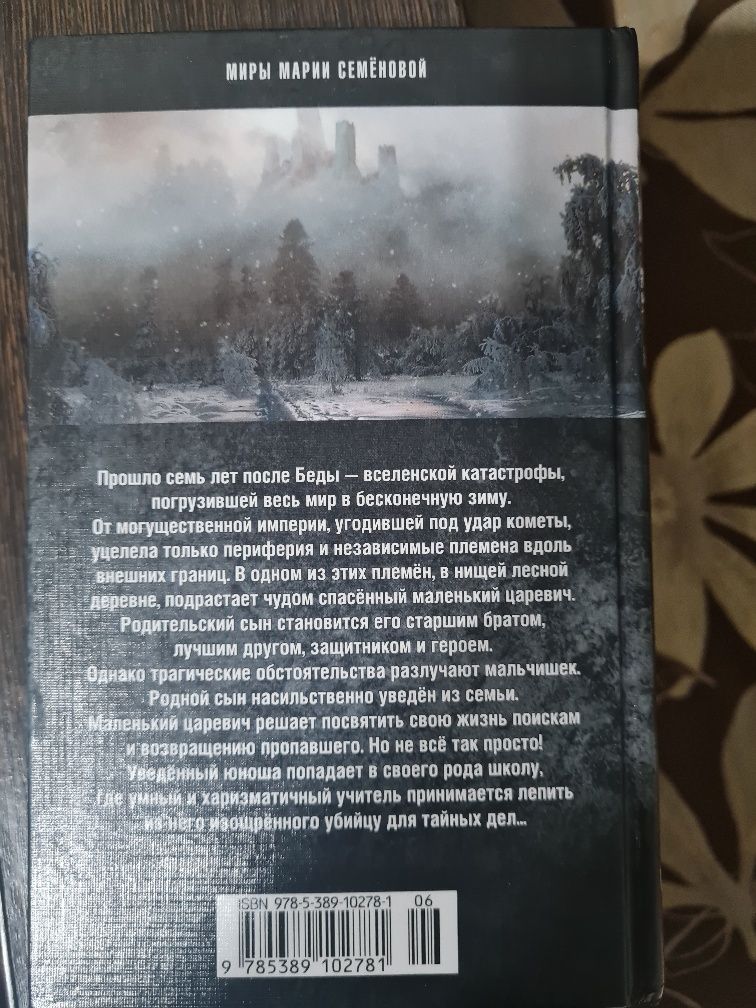 МИРЫ МАРИИ СЕМЁНОВОЙ
Прошло семь лет после Беды — вселенской катастрофы,
погрузившей весь мир в бесконечную зиму.
От могущественной империи, угодившей под удар кометы,
уцелела только периферия и независимые племена вдоль
внешних границ. В одном из этих племён, в нищей лесной
деревне, подрастает чудом спасённый маленький царевич.
Родительский сын становится его старшим братом,
лучшим другом, защитником и героем.
Однако трагические обстоятельства разлучают мальчишек.
Родной сын насильственно уведён из семьи.
Маленький царевич решает посвятить свою жизнь поискам
и возвращению пропавшего. Но не всё так просто!
Уведённый юноша попадает в своего рода школу,
где умный и харизматичный учитель принимается лепить
из него изощрённого убийцу для тайных дел...
ISBN 978-5-389-10278-1 06
9 785389 102781